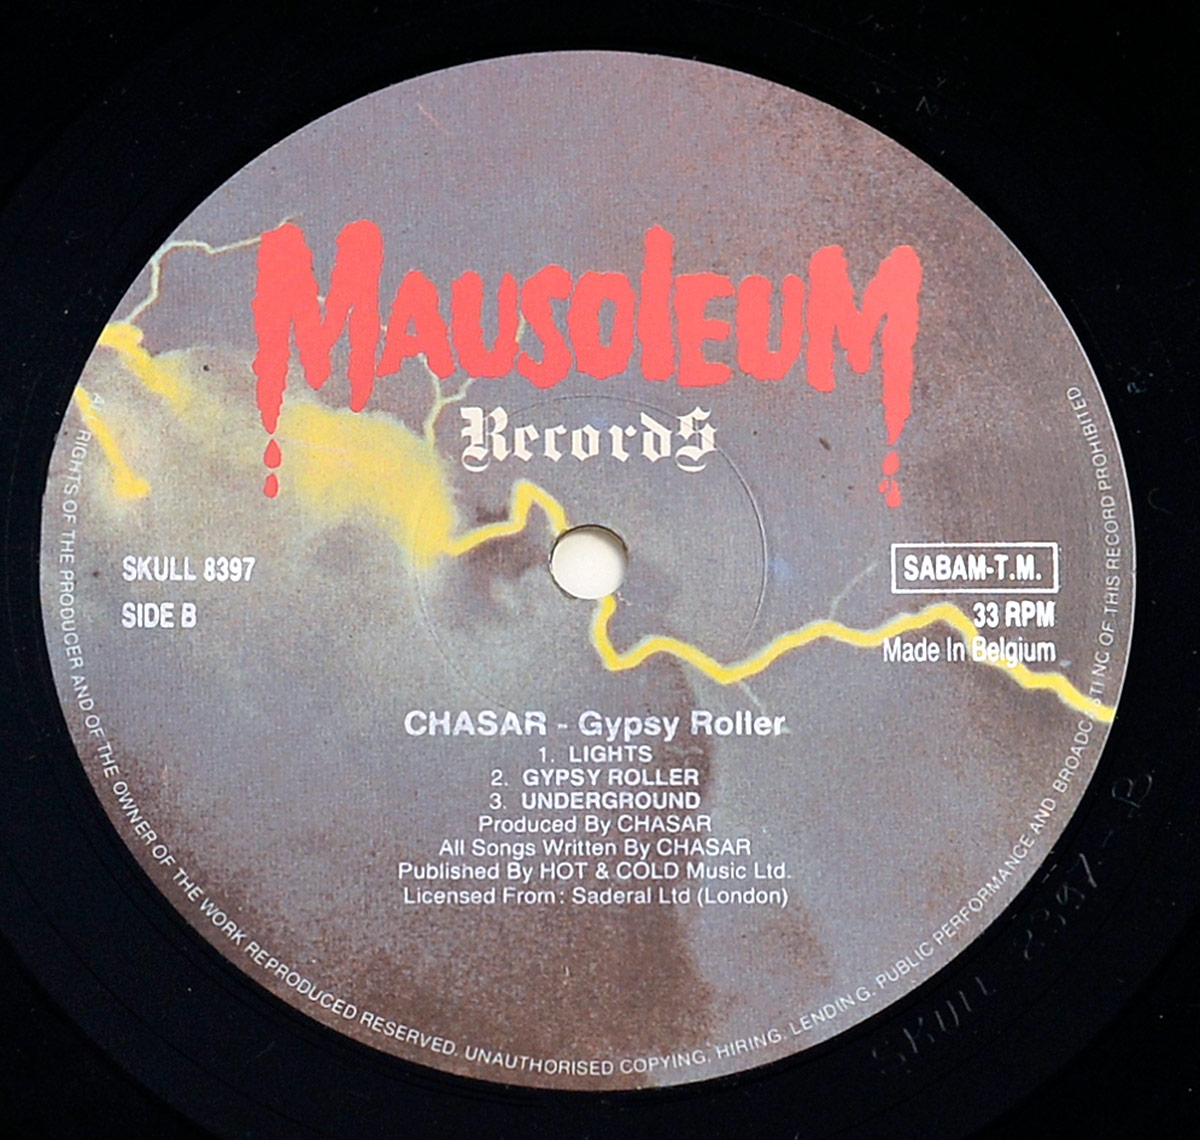 MAUSOLEUM
Records
SKULL 8397
SIDE B
SABAM-T.M.
33 RPM
Made In Belgium
CHASAR - Gypsy Roller
1. LIGHTS
2. GYPSY ROLLER
3. UNDERGROUND
Produced By CHASAR
All Songs Written By CHASAR
Published By HOT & COLD Music Ltd.
Licensed From: Saderal Ltd (London)
RIGHTS OF THE PRODUCER AND OF THE OWNER OF THE WORK REPRODUCED RESERVED. UNAUTHORISED COPYING, HIRING, LENDING, PUBLIC PERFORMANCE AND BROADCASTING OF THIS RECORD PROHIBITED
SKULL 8397-B